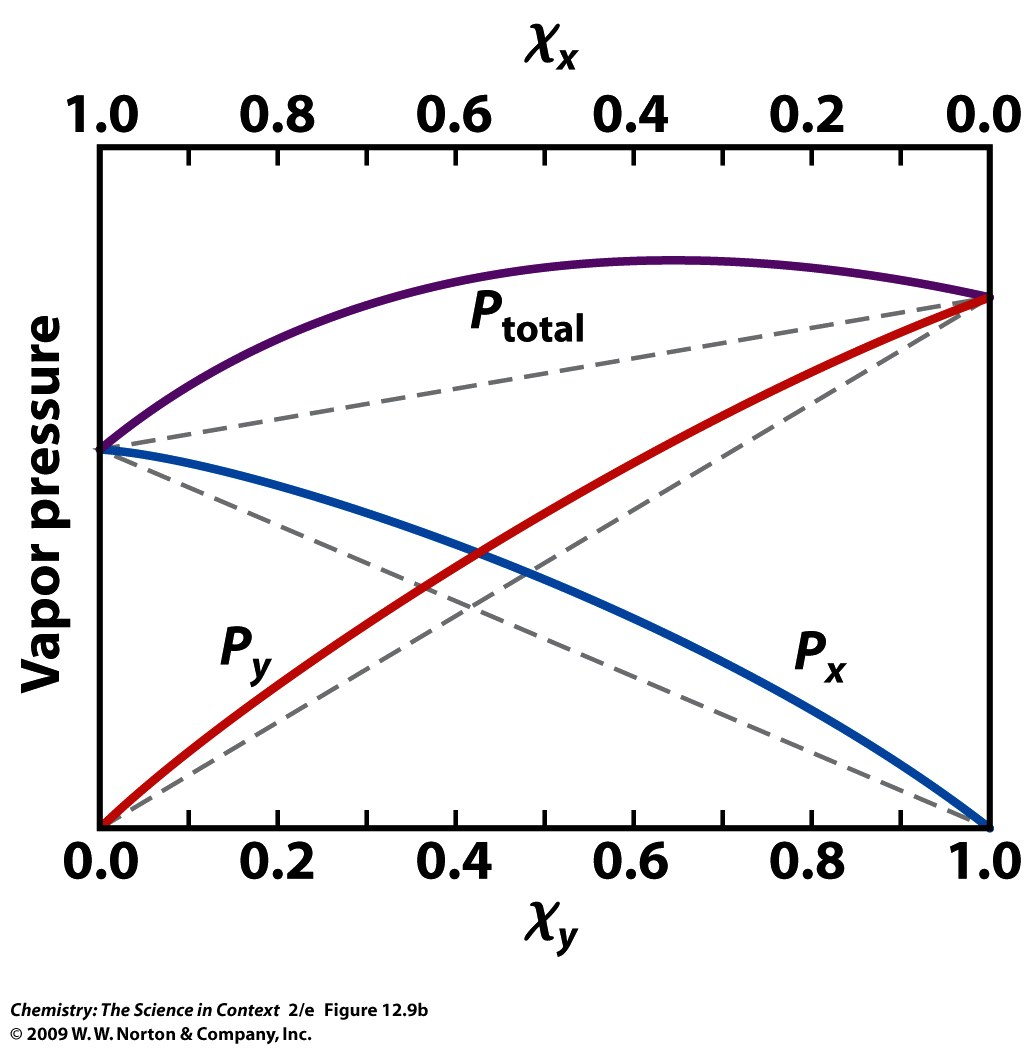 χx
1.0 0.8 0.6 0.4 0.2 0.0
Ptotal
Vapor pressure
Py
Px
0.0 0.2 0.4 0.6 0.8 1.0
χy
Chemistry: The Science in Context 2/e Figure 12.9b
© 2009 W. W. Norton & Company, Inc.